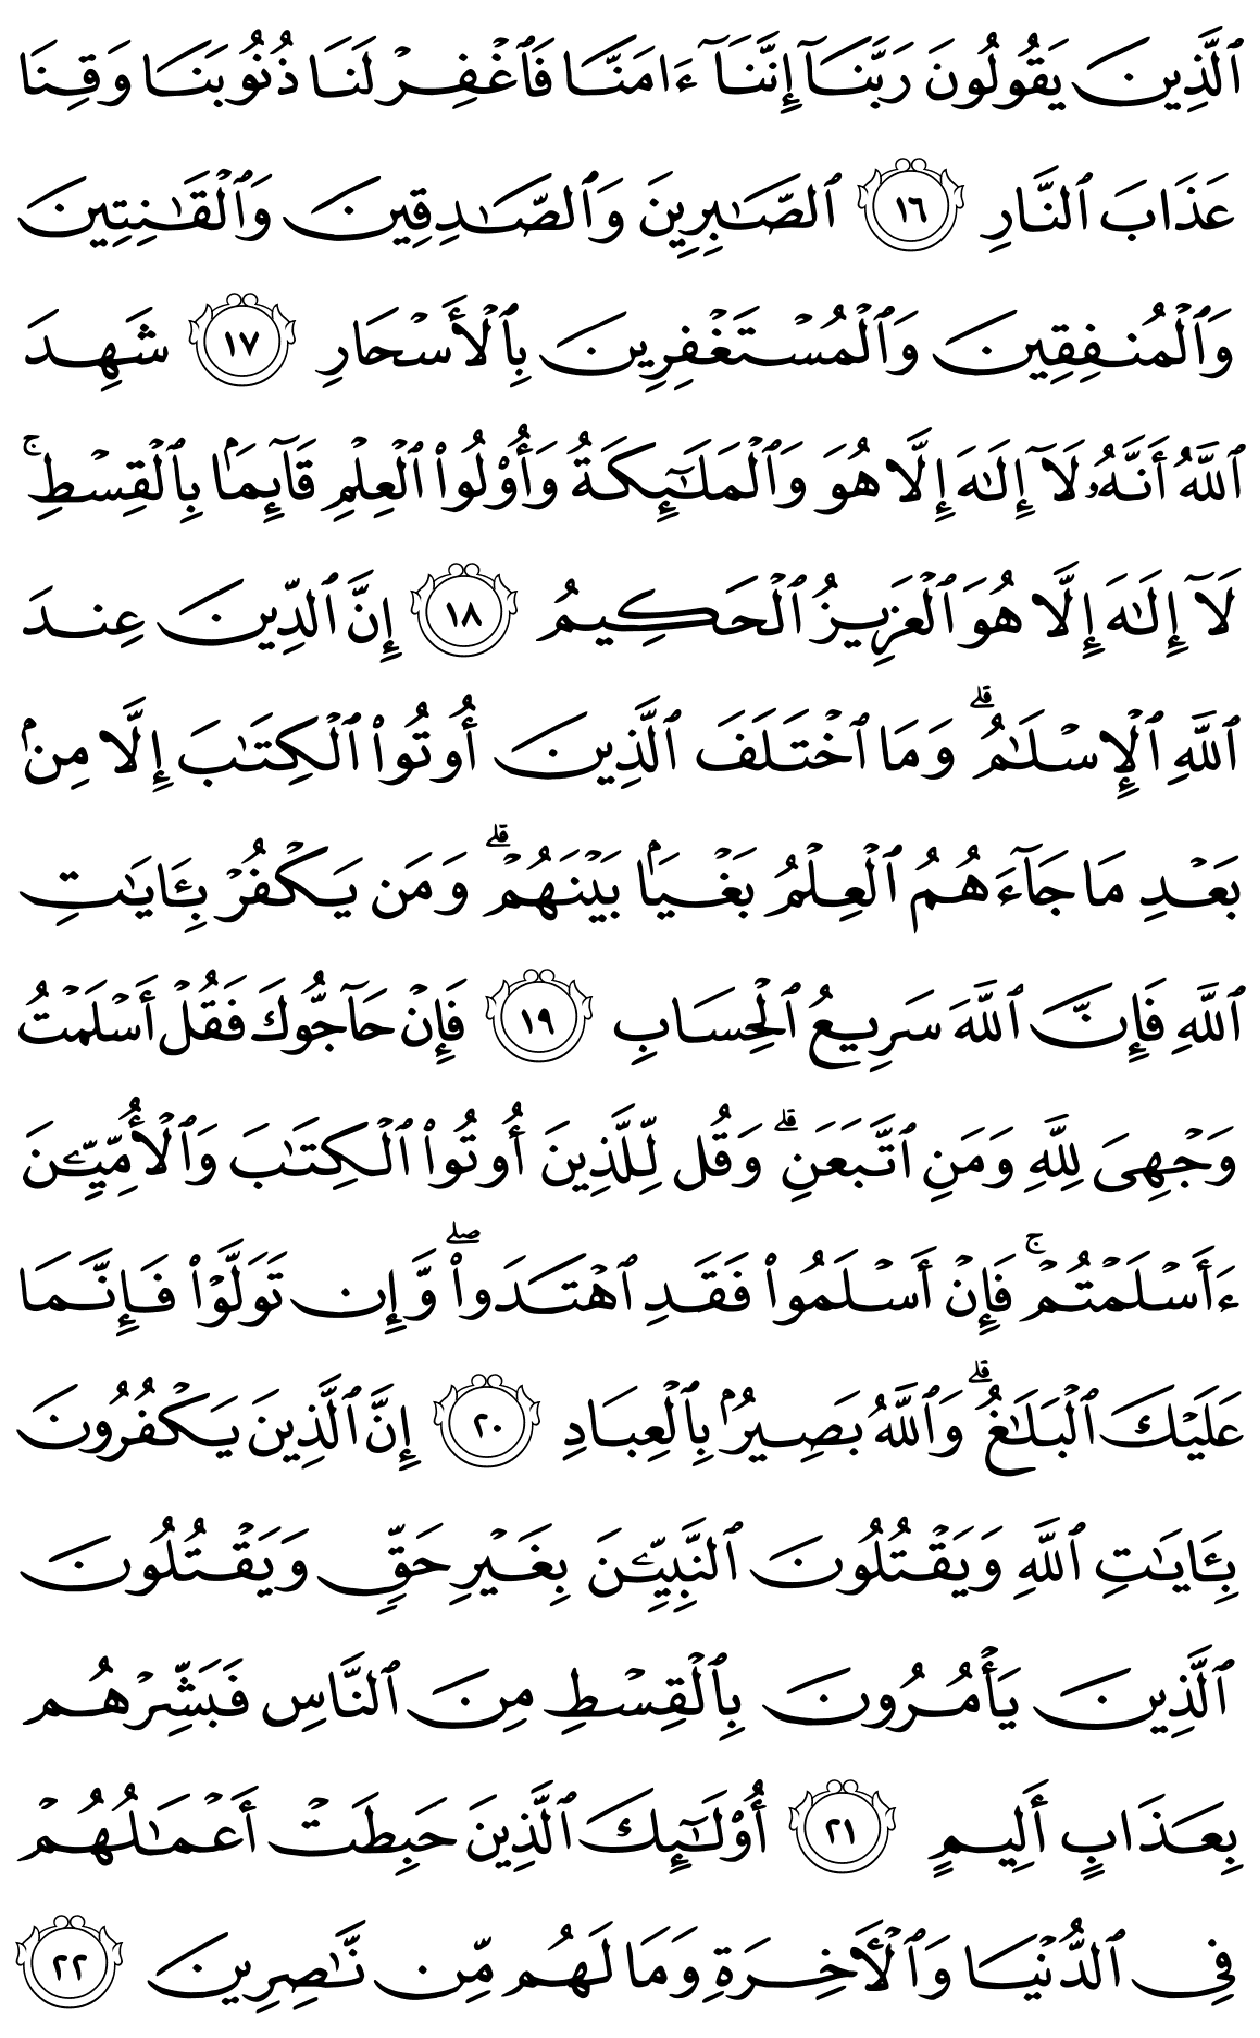 ٱلَّذِينَ يَقُولُونَ رَبَّنَآ إِنَّنَآ ءَامَنَّا فَٱغْفِرْ لَنَا ذُنُوبَنَا وَقِنَا
عَذَابَ ٱلنَّارِ ١٦ ٱلصَّـٰبِرِينَ وَٱلصَّـٰدِقِينَ وَٱلْقَـٰنِتِينَ
وَٱلْمُنفِقِينَ وَٱلْمُسْتَغْفِرِينَ بِٱلْأَسْحَارِ ١٧ شَهِدَ
ٱللَّهُ أَنَّهُۥ لَآ إِلَـٰهَ إِلَّا هُوَ وَٱلْمَلَـٰٓئِكَةُ وَأُو۟لُوا۟ ٱلْعِلْمِ قَآئِمَۢا بِٱلْقِسْطِ ۚ
لَآ إِلَـٰهَ إِلَّا هُوَ ٱلْعَزِيزُ ٱلْحَكِيمُ ١٨ إِنَّ ٱلدِّينَ عِندَ
ٱللَّهِ ٱلْإِسْلَـٰمُ ۗ وَمَا ٱخْتَلَفَ ٱلَّذِينَ أُوتُوا۟ ٱلْكِتَـٰبَ إِلَّا مِنۢ
بَعْدِ مَا جَآءَهُمُ ٱلْعِلْمُ بَغْيَۢا بَيْنَهُمْ ۗ وَمَن يَكْفُرْ بِـَٔايَـٰتِ
ٱللَّهِ فَإِنَّ ٱللَّهَ سَرِيعُ ٱلْحِسَابِ ١٩ فَإِنْ حَآجُّوكَ فَقُلْ أَسْلَمْتُ
وَجْهِىَ لِلَّهِ وَمَنِ ٱتَّبَعَنِ ۗ وَقُل لِّلَّذِينَ أُوتُوا۟ ٱلْكِتَـٰبَ وَٱلْأُمِّيِّـۧنَ
ءَأَسْلَمْتُمْ ۚ فَإِنْ أَسْلَمُوا۟ فَقَدِ ٱهْتَدَوا۟ ۖ وَّإِن تَوَلَّوْا۟ فَإِنَّمَا
عَلَيْكَ ٱلْبَلَـٰغُ ۗ وَٱللَّهُ بَصِيرٌۢ بِٱلْعِبَادِ ٢٠ إِنَّ ٱلَّذِينَ يَكْفُرُونَ
بِـَٔايَـٰتِ ٱللَّهِ وَيَقْتُلُونَ ٱلنَّبِيِّـۧنَ بِغَيْرِ حَقٍّ وَيَقْتُلُونَ
ٱلَّذِينَ يَأْمُرُونَ بِٱلْقِسْطِ مِنَ ٱلنَّاسِ فَبَشِّرْهُم
بِعَذَابٍ أَلِيمٍ ٢١ أُو۟لَـٰٓئِكَ ٱلَّذِينَ حَبِطَتْ أَعْمَـٰلُهُمْ
فِى ٱلدُّنْيَا وَٱلْـَٔاخِرَةِ وَمَا لَهُم مِّن نَّـٰصِرِينَ ٢٢